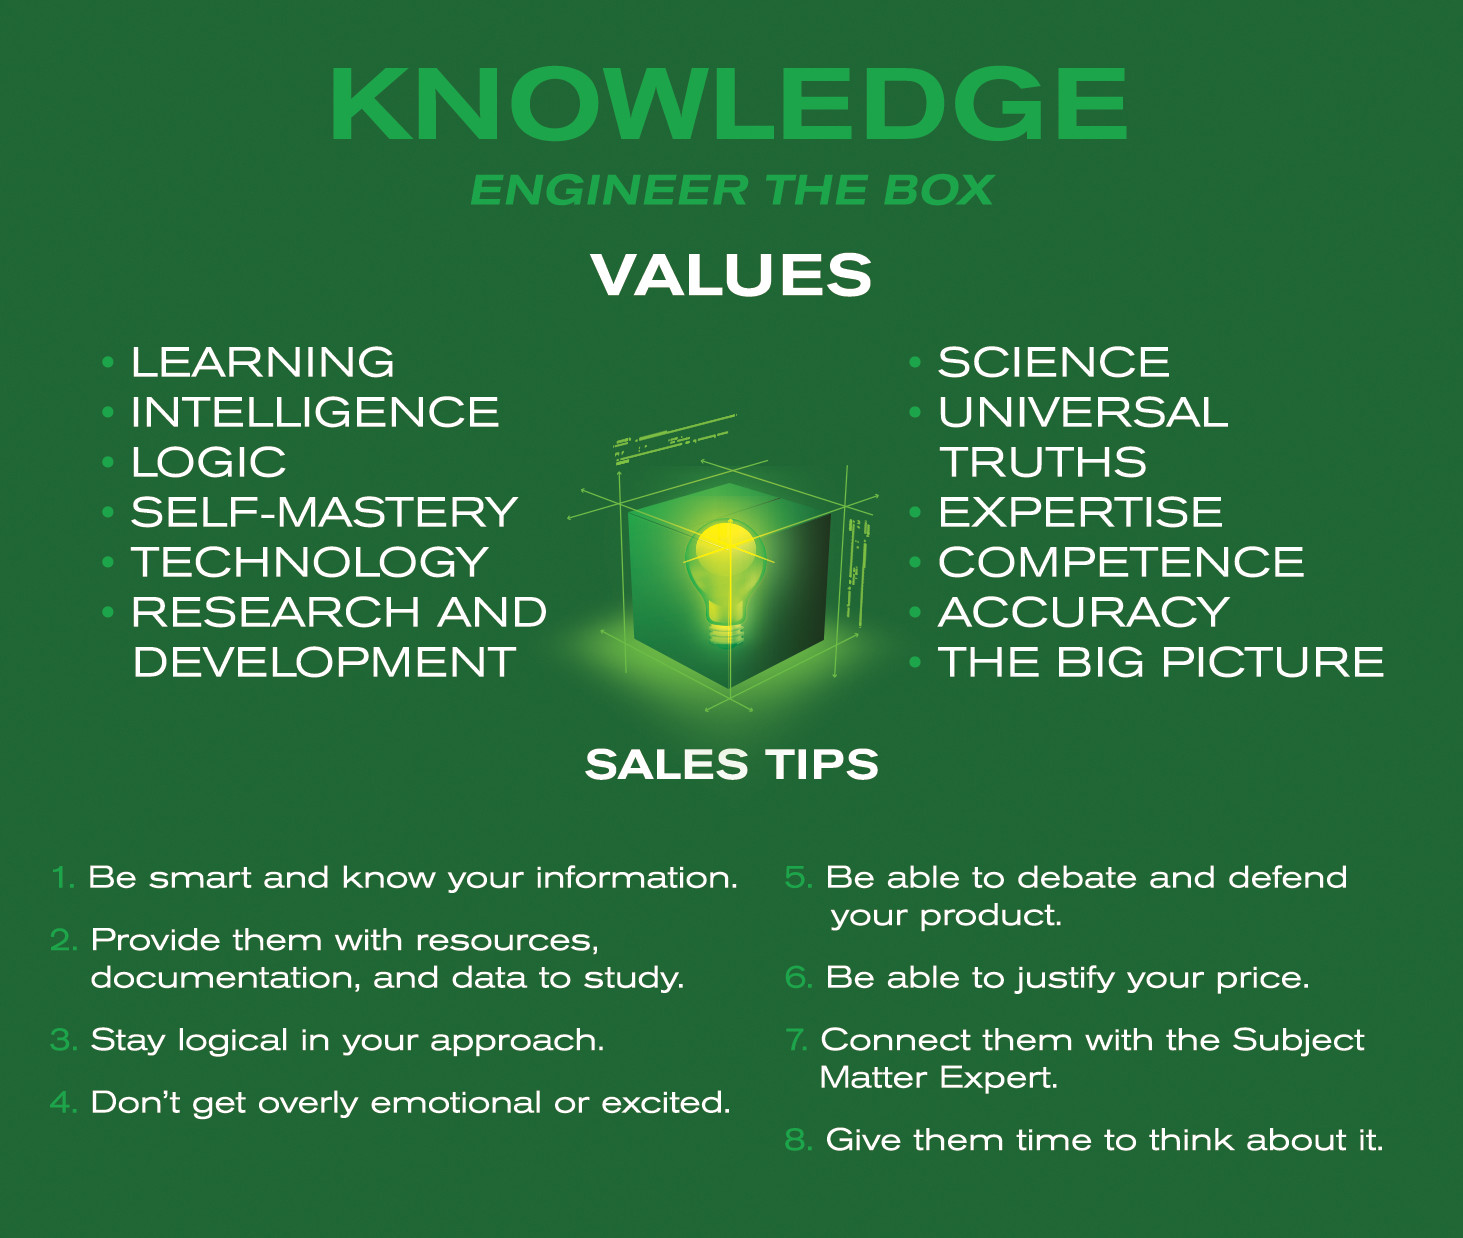 KNOWLEDGE
ENGINEER THE BOX
VALUES
• LEARNING
• INTELLIGENCE
• LOGIC
• SELF-MASTERY
• TECHNOLOGY
• RESEARCH AND
DEVELOPMENT
• SCIENCE
• UNIVERSAL
TRUTHS
• EXPERTISE
• COMPETENCE
• ACCURACY
• THE BIG PICTURE
SALES TIPS
1. Be smart and know your information.
2. Provide them with resources,
documentation, and data to study.
3. Stay logical in your approach.
4. Don't get overly emotional or excited.
5. Be able to debate and defend
your product.
6. Be able to justify your price.
7. Connect them with the Subject
Matter Expert.
8. Give them time to think about it.